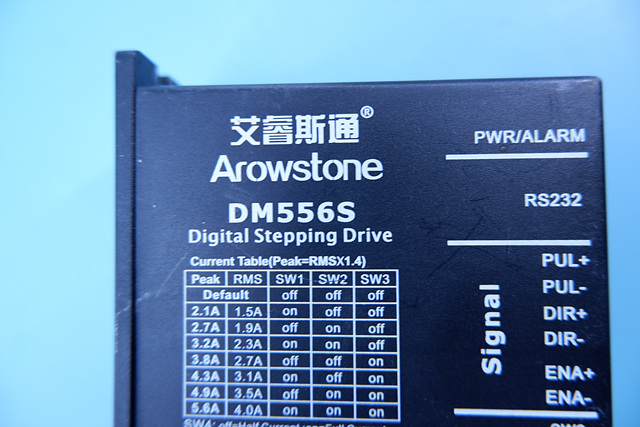 艾睿斯通®
Arowstone
DM556S
Digital Stepping Drive
Current Table(Peak=RMSX1.4)
Peak RMS SW1 SW2 SW3
Default off off off
2.1A 1.5A on off off
2.7A 1.9A off on off
3.2A 2.3A on on off
3.8A 2.7A off off on
4.3A 3.1A on off on
4.9A 3.5A off on on
5.6A 4.0A on on on
PWR/ALARM
RS232
Signal
PUL+
PUL-
DIR+
DIR-
ENA+
ENA-